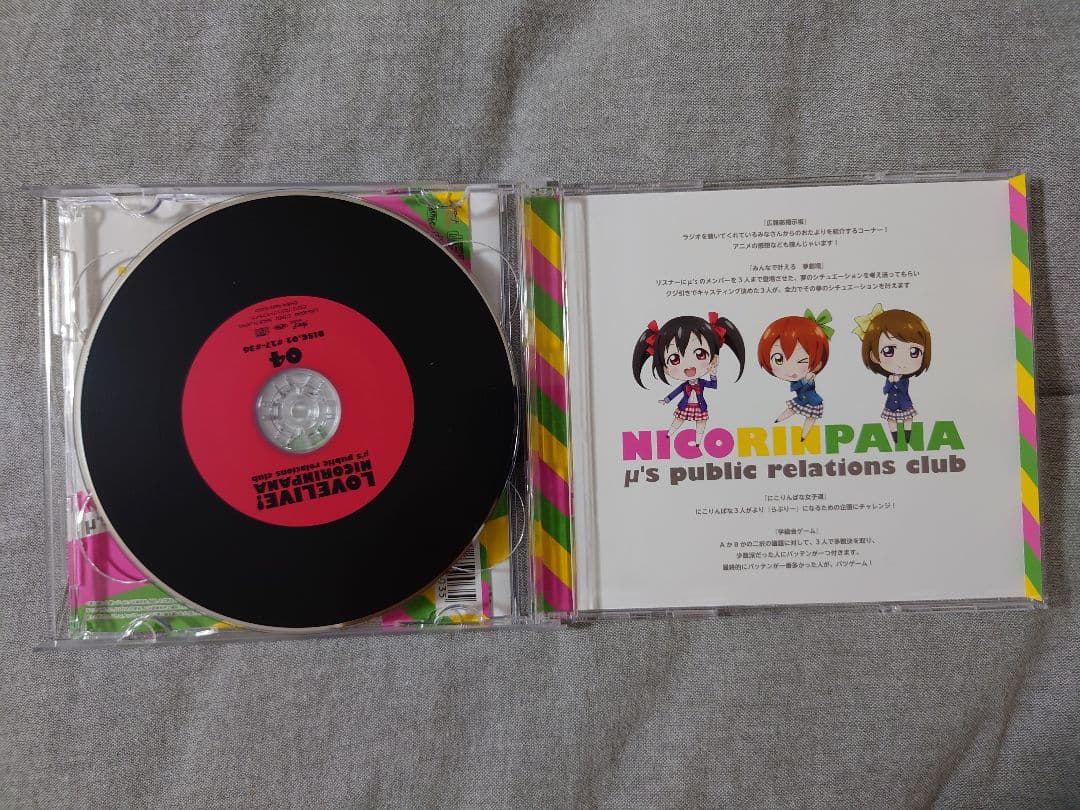 LOVELIVE!
NICORINPANA
μ's public relations club
04
DISC.01 #17-#36
［広報部掲示板］
ラジオを聴いてくれているみなさんからのおたよりを紹介するコーナー！
アニメの感想なども読んじゃいます！
［みんなで叶える 夢劇場］
リスナーにμ'sのメンバーを3人まで登場させた、夢のシチュエーションを考え送ってもらい
クジ引きでキャスティング決めた3人が、全力でその夢のシチュエーションを叶えます
NICORINPANA
μ's public relations club
［にこりんぱな女子道］
にこりんぱな3人がより「らぶりー」になるための企画にチャレンジ！
［学級会ゲーム］
AかBかの二択の議題に対して、3人で多数決を取り、
少数派だった人にバッテンが一つ付きます。
最終的にバッテンが一番多かった人が、バツゲーム！